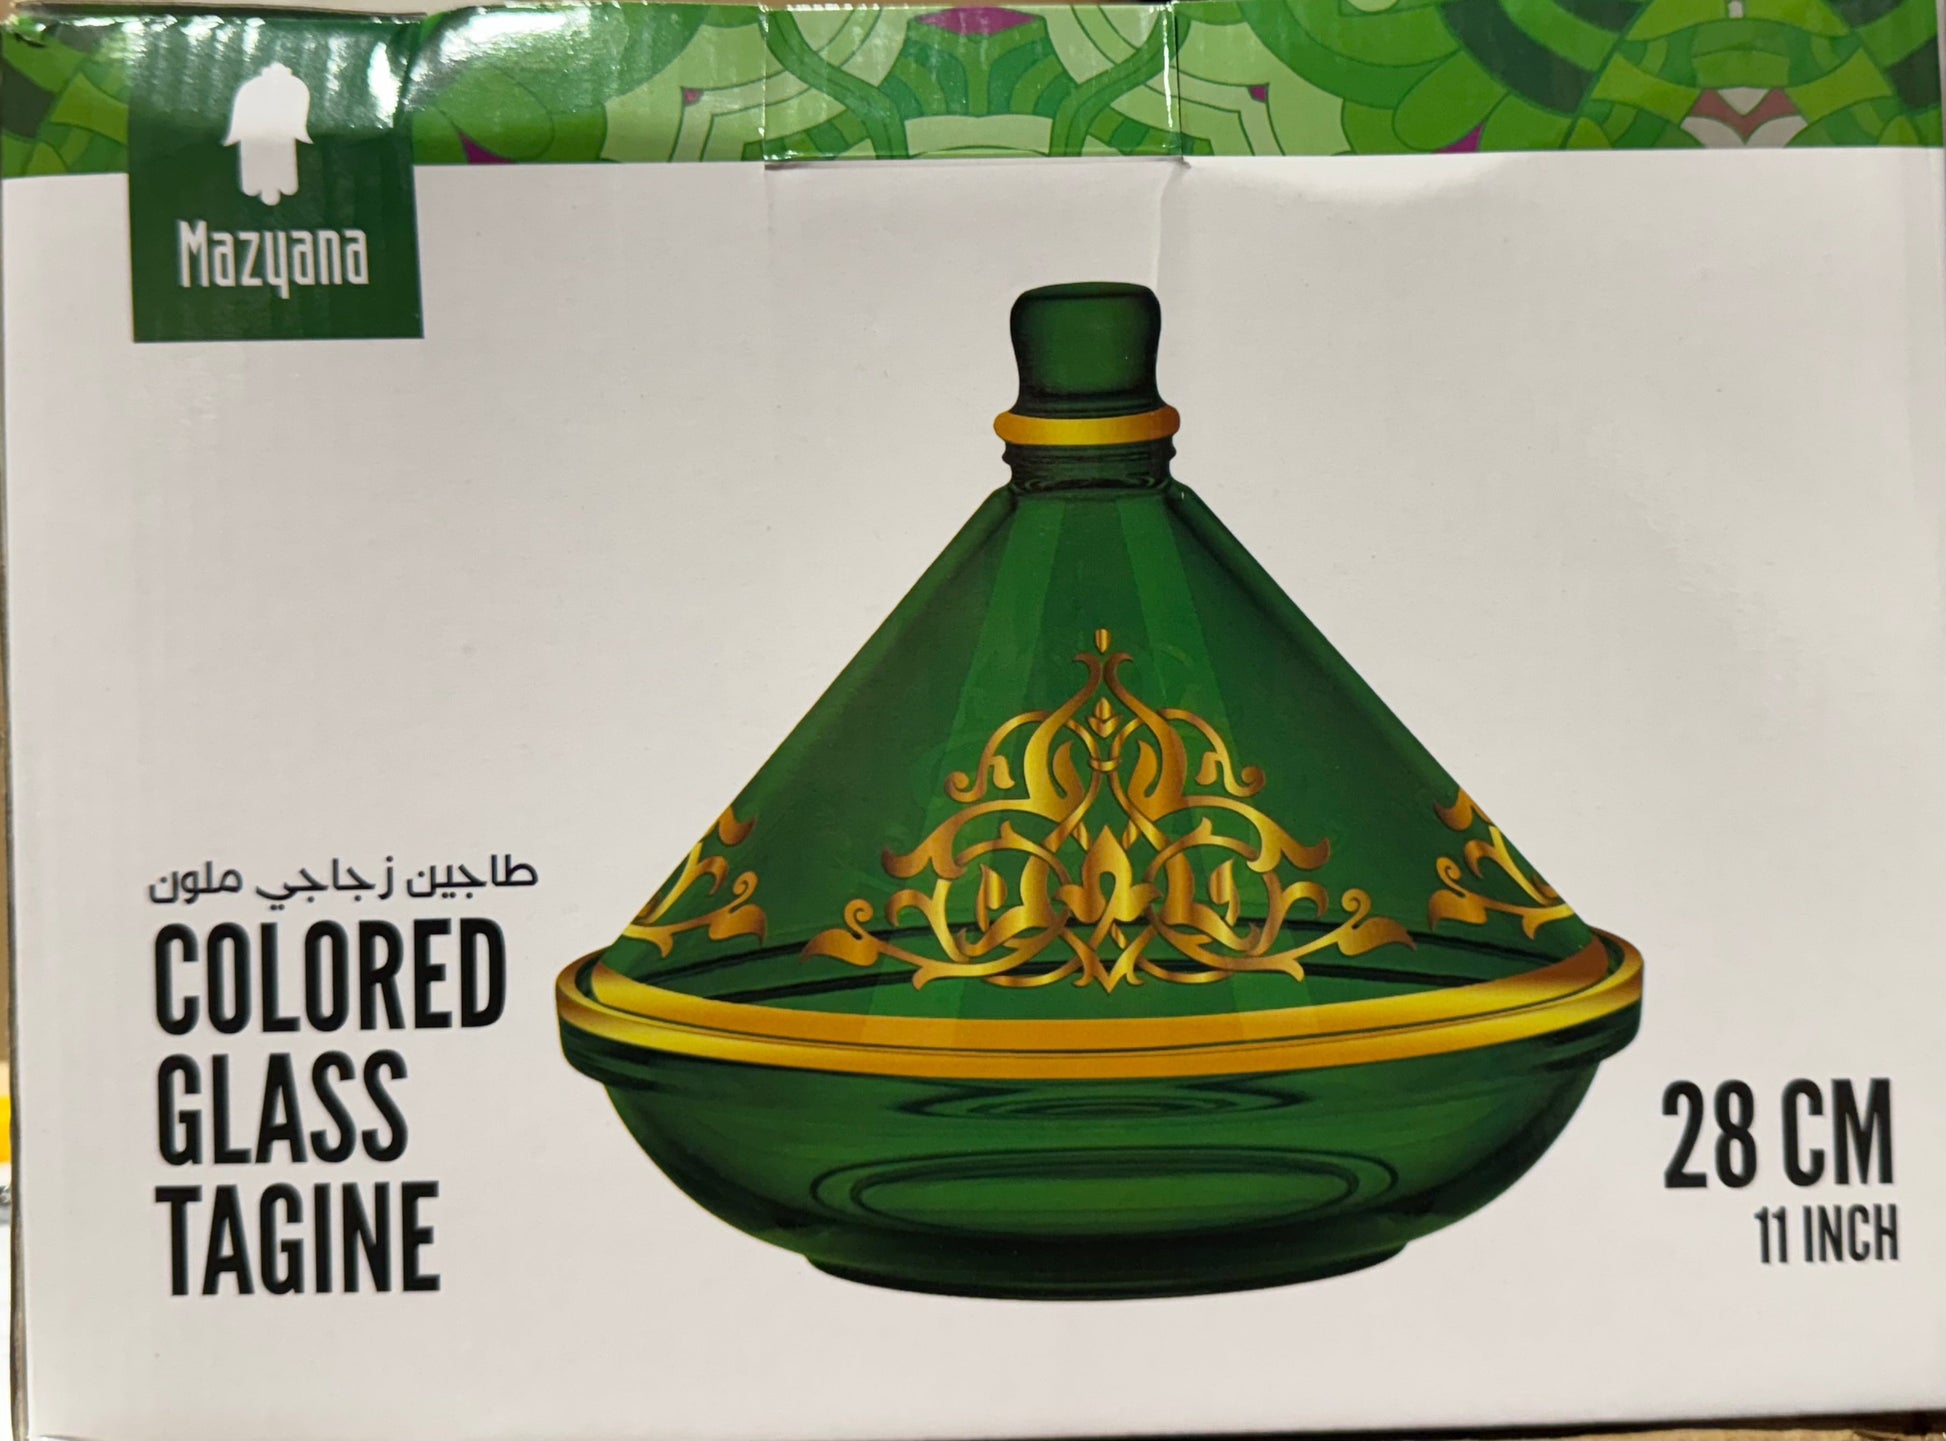 Mazyana
طاجين زجاجي ملون
COLORED
GLASS
TAGINE
28 CM
11 INCH